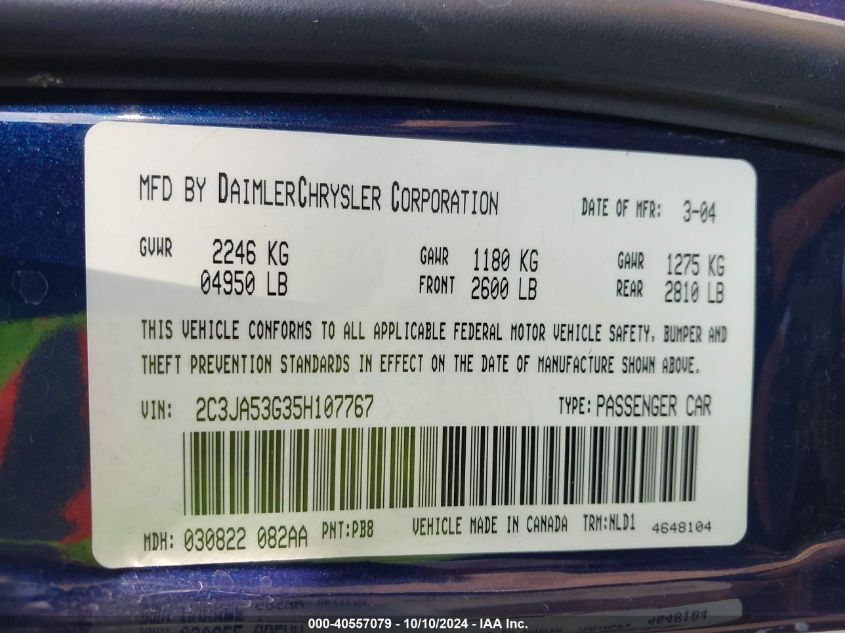 MFD BY DAIMLERCHRYSLER CORPORATION DATE OF MFR: 3-04
GVWR 2246 KG GAWR 1180 KG GAWR 1275 KG
04950 LB FRONT 2600 LB REAR 2810 LB
THIS VEHICLE CONFORMS TO ALL APPLICABLE FEDERAL MOTOR VEHICLE SAFETY, BUMPER AND
THEFT PREVENTION STANDARDS IN EFFECT ON THE DATE OF MANUFACTURE SHOWN ABOVE.
VIN: 2C3JA53G35H107767 TYPE: PASSENGER CAR
MDH: 030822 082AA PNT:PB8 VEHICLE MADE IN CANADA TRM:NLD1 4648104
000-40557079 - 10/10/2024 - IAA Inc.